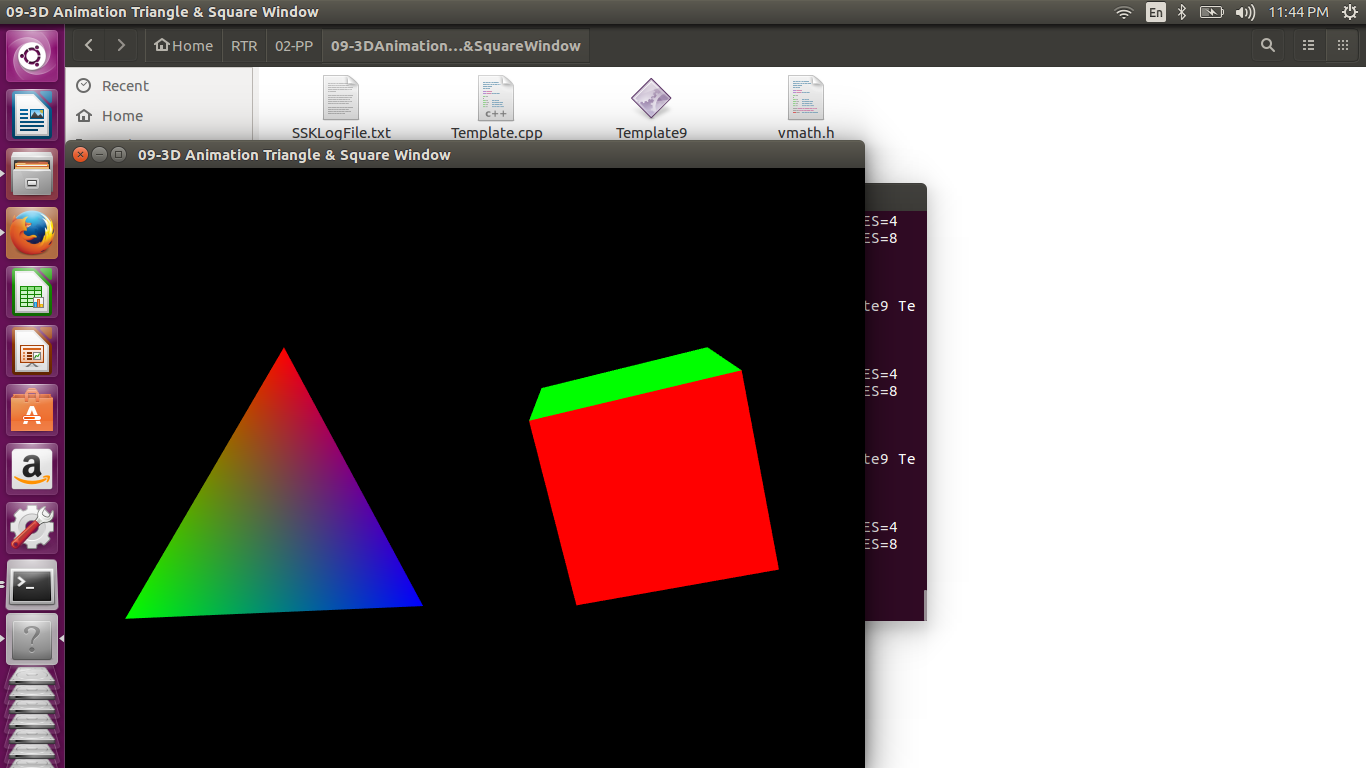 09-3D Animation Triangle & Square Window
En
11:44 PM
Home
RTR
02-PP
09-3DAnimation...&SquareWindow
Recent
Home
SSKLogFile.txt
Template.cpp
Template9
vmath.h
c++
09-3D Animation Triangle & Square Window
ES=4
ES=8
te9 Te
ES=4
ES=8
te9 Te
ES=4
ES=8
A
a
>_
?